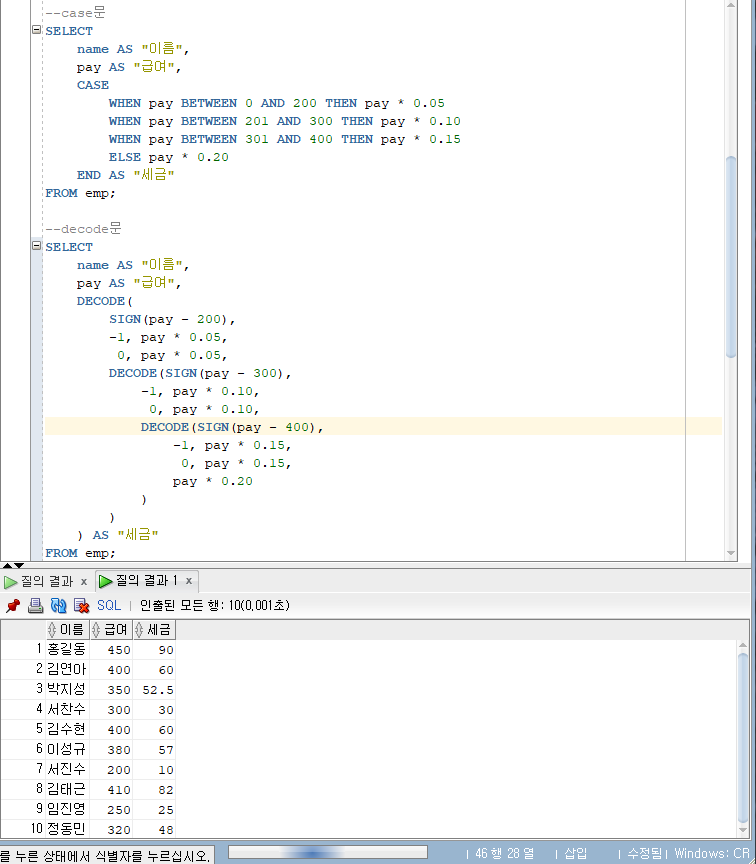 --case문
SELECT
name AS "이름",
pay AS "급여",
CASE
WHEN pay BETWEEN 0 AND 200 THEN pay * 0.05
WHEN pay BETWEEN 201 AND 300 THEN pay * 0.10
WHEN pay BETWEEN 301 AND 400 THEN pay * 0.15
ELSE pay * 0.20
END AS "세금"
FROM emp;
--decode문
SELECT
name AS "이름",
pay AS "급여",
DECODE(
SIGN(pay - 200),
-1, pay * 0.05,
0, pay * 0.05,
DECODE(SIGN(pay - 300),
-1, pay * 0.10,
0, pay * 0.10,
DECODE(SIGN(pay - 400),
-1, pay * 0.15,
0, pay * 0.15,
pay * 0.20
)
)
) AS "세금"
FROM emp;
질의 결과 x 질의 결과 1 x
SQL | 인출된 모든 행: 10(0,001초)
이름 급여 세금
1 홍길동 450 90
2 김연아 400 60
3 박지성 350 52.5
4 서찬수 300 30
5 김수현 400 60
6 이성규 380 57
7 서진수 200 10
8 김태근 410 82
9 임진영 250 25
10 정동민 320 48
를 누른 상태에서 식별자를 누르십시오, | 46 행 28 열 | 삽입 | 수정됨 | Windows: CR